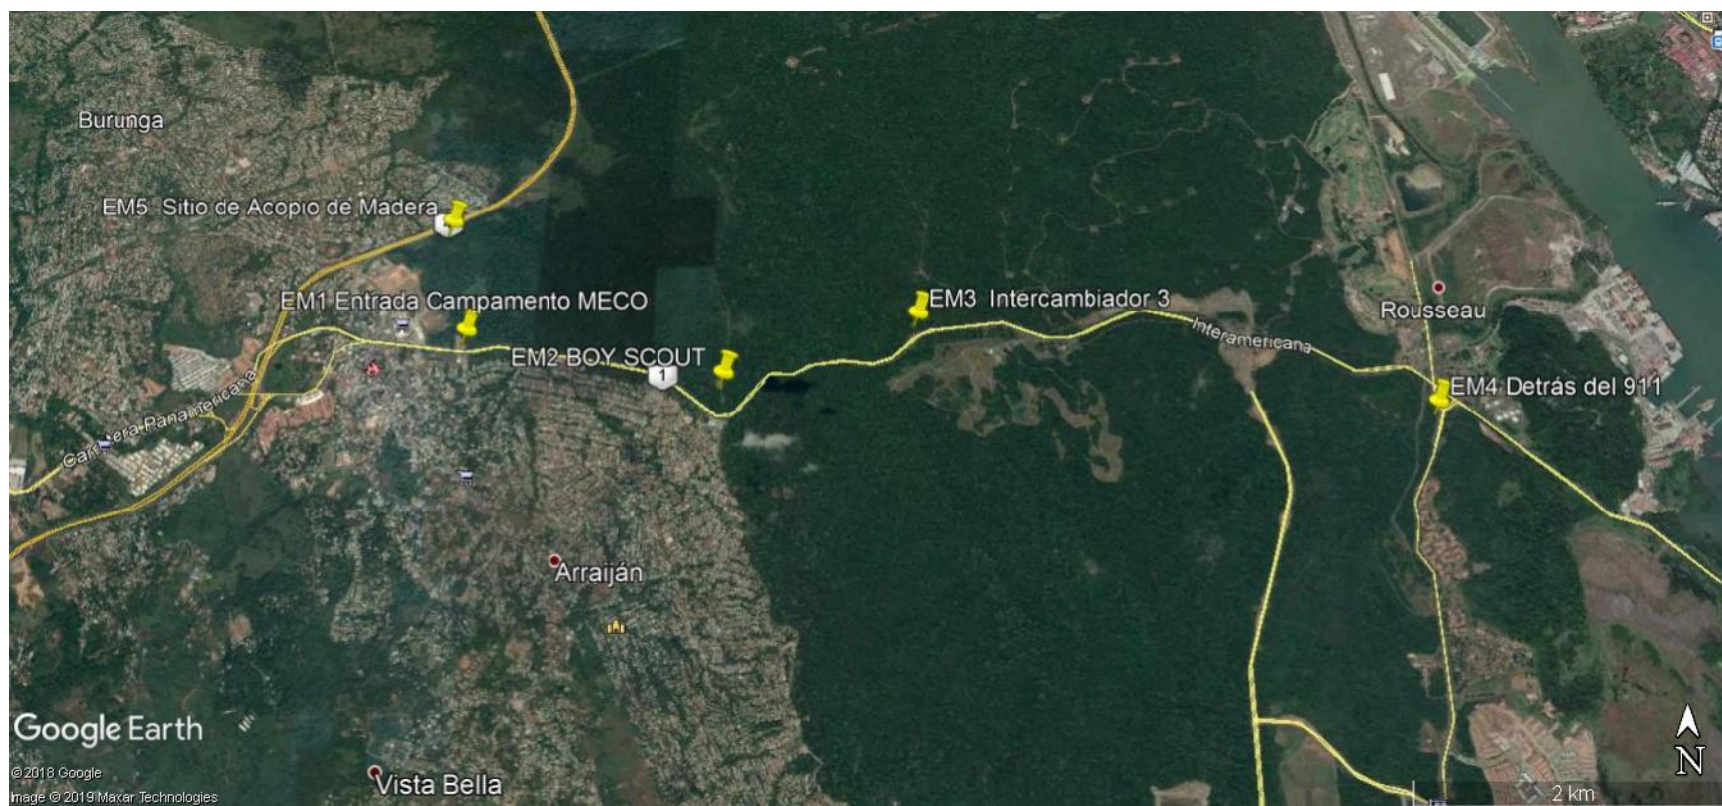 Burunga
EM5 Sitio de Acopio de Madera
EM1 Entrada Campamento MECO
EM3 Intercambiador 3
Rousseau
Interamericana
EM2 BOY SCOUT
1
EM4 Detrás del 911
Carretera Panamericana
Arraiján
Google Earth
N
© 2018 Google
Vista Bella
Image © 2019 Maxar Technologies
2 km